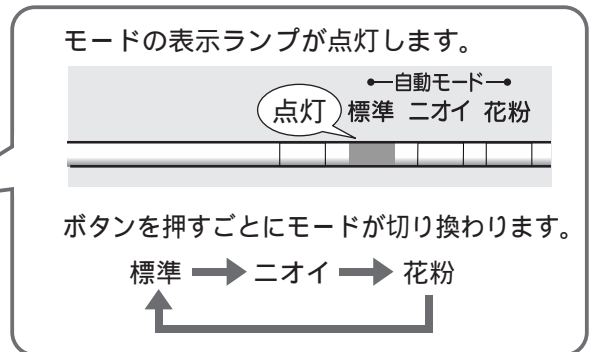 モードの表示ランプが点灯します。
自動モード
点灯
標準 ニオイ 花粉
ボタンを押すごとにモードが切り換わります。
標準 ニオイ 花粉